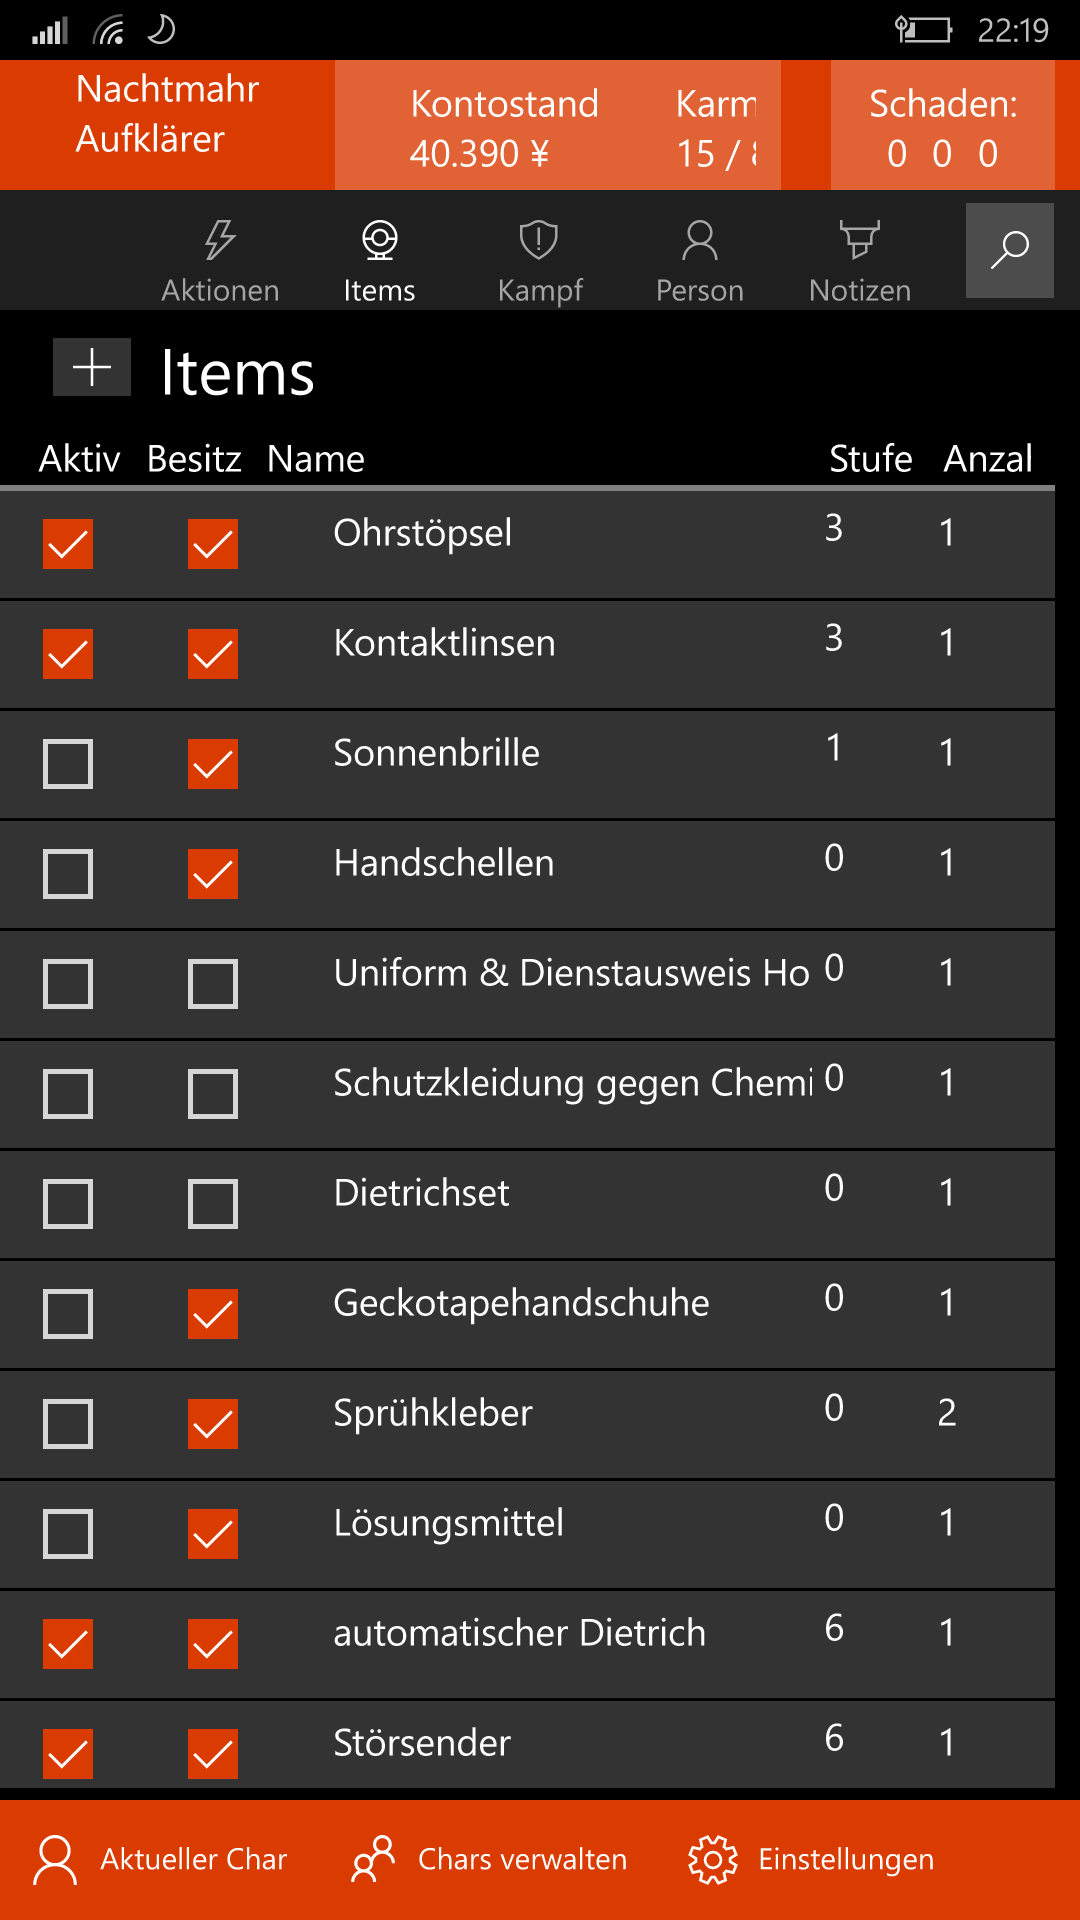 22:19
Nachtmahr
Aufklärer
Kontostand
40.390 ¥
Karm
15 /
Schaden:
0 0 0
Aktionen Items Kampf Person Notizen
Items
Aktiv Besitz Name Stufe Anzal
Ohrstöpsel 3 1
Kontaktlinsen 3 1
Sonnenbrille 1 1
Handschellen 0 1
Uniform & Dienstausweis Ho 0 1
Schutzkleidung gegen Chemi 0 1
Dietrichset 0 1
Geckotapehandschuhe 0 1
Sprühkleber 0 2
Lösungsmittel 0 1
automatischer Dietrich 6 1
Störsender 6 1
Aktueller Char Chars verwalten Einstellungen